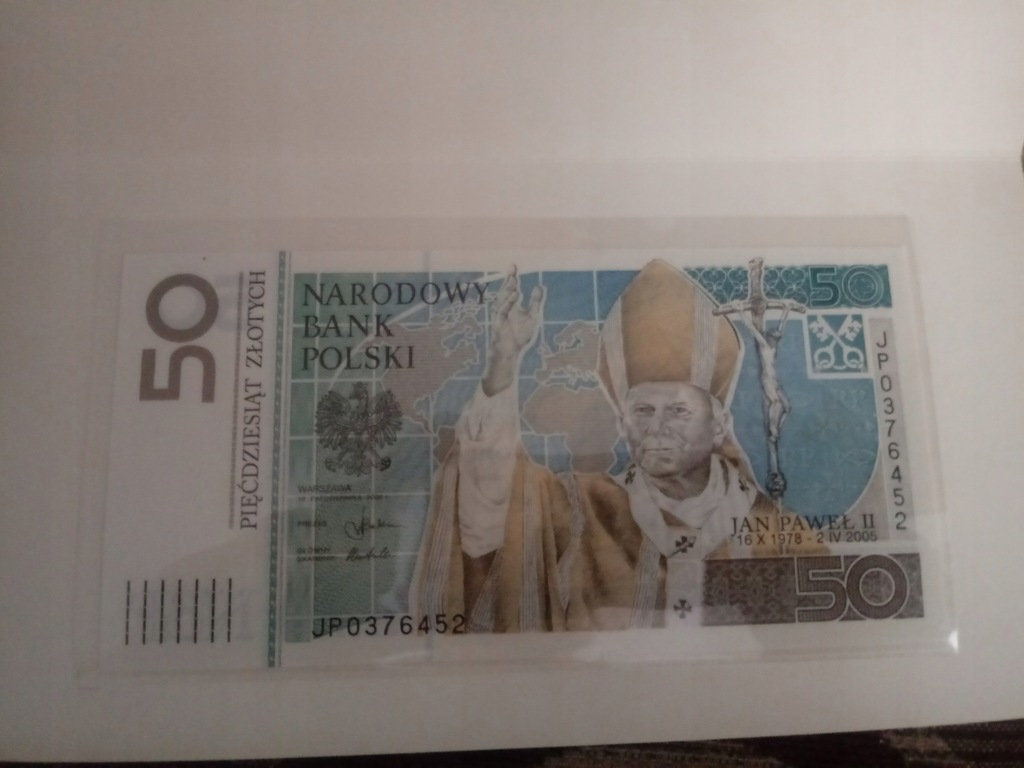 50
PIĘĆDZIESIĄT ZŁOTYCH
NARODOWY
BANK
POLSKI
WARSZAWA
JP0376452
50
JP0376452
JAN PAWEŁ II
16 X 1978 - 2 IV 2005
50